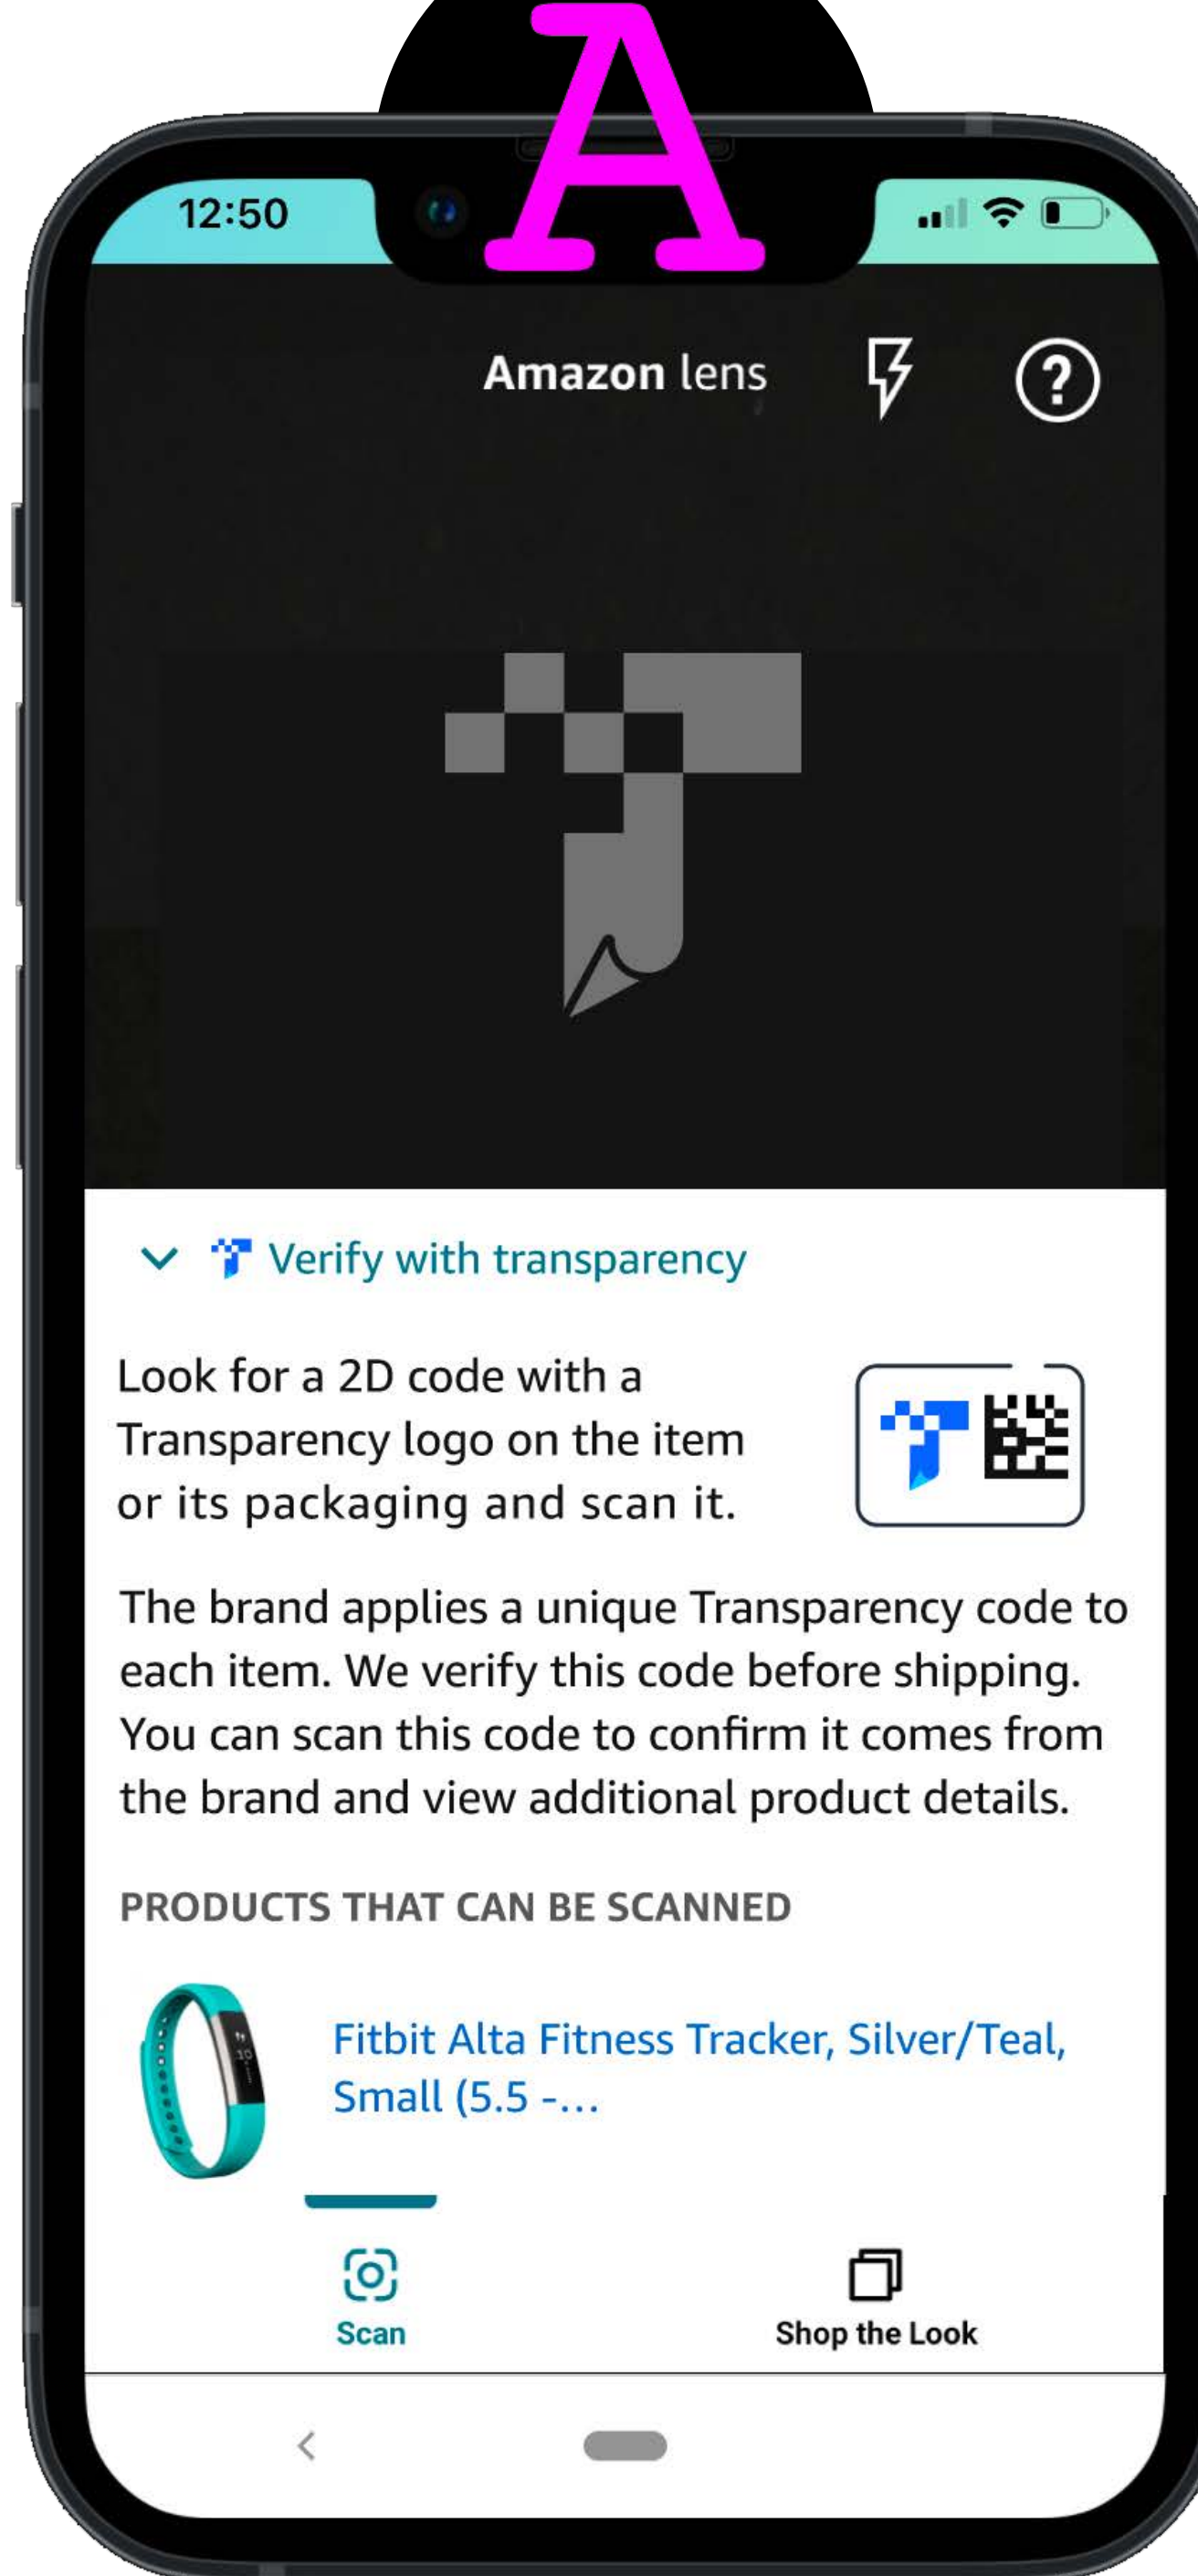 A
12:50
Amazon lens
Verify with transparency
Look for a 2D code with a
Transparency logo on the item
or its packaging and scan it.
The brand applies a unique Transparency code to
each item. We verify this code before shipping.
You can scan this code to confirm it comes from
the brand and view additional product details.
PRODUCTS THAT CAN BE SCANNED
Fitbit Alta Fitness Tracker, Silver/Teal,
Small (5.5 -...
Scan
Shop the Look